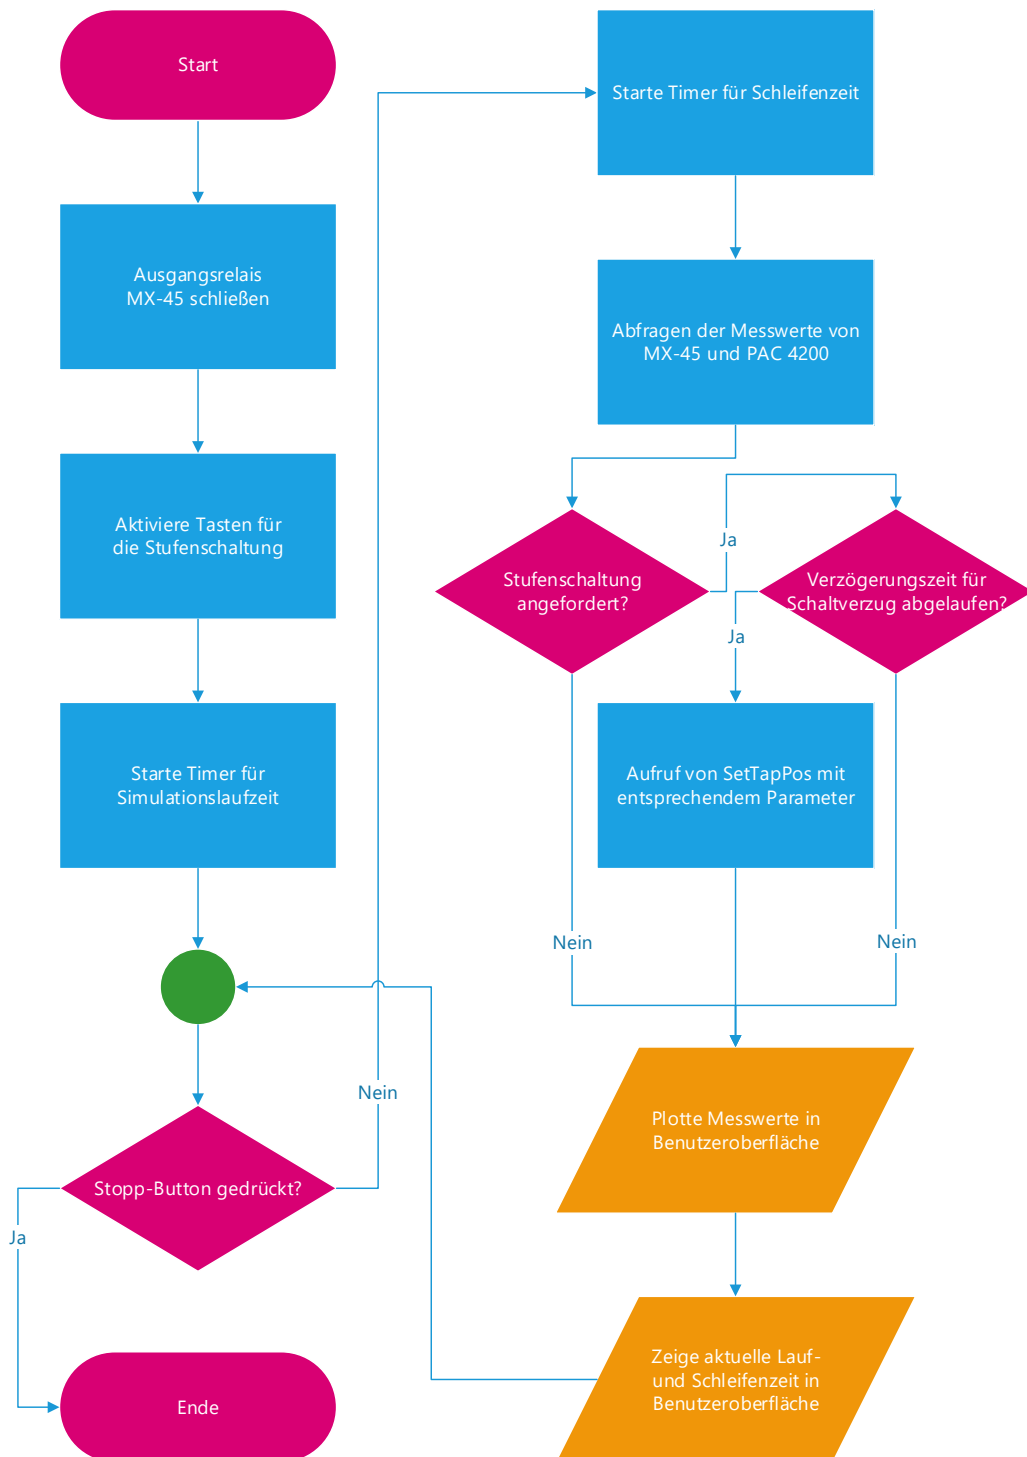 Start
Ausgangsrelais
MX-45 schließen
Aktiviere Tasten für
die Stufenschaltung
Starte Timer für
Simulationslaufzeit
Stopp-Button gedrückt?
Ja
Nein
Ende
Starte Timer für Schleifenzeit
Abfragen der Messwerte von
MX-45 und PAC 4200
Stufenschaltung
angefordert?
Ja
Verzögerungszeit für
Schaltverzug abgelaufen?
Ja
Aufruf von SetTapPos mit
entsprechendem Parameter
Nein
Nein
Plotte Messwerte in
Benutzeroberfläche
Zeige aktuelle Lauf-
und Schleifenzeit in
Benutzeroberfläche